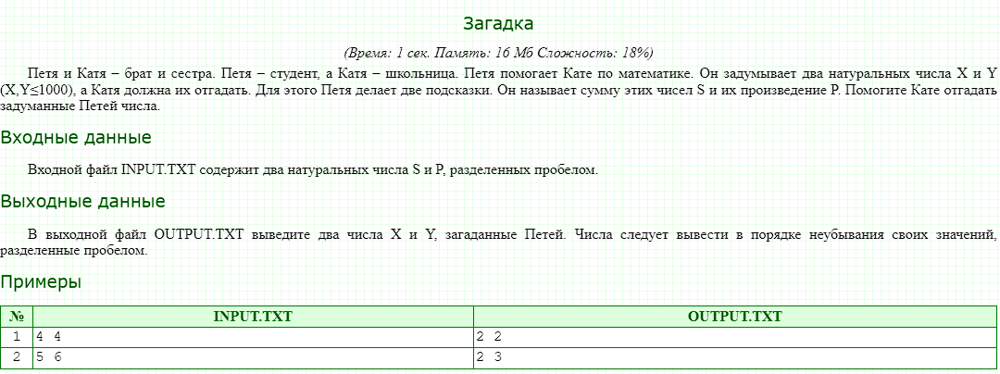 Загадка
(Время: 1 сек. Память: 16 Мб Сложность: 18%)
Петя и Катя – брат и сестра. Петя – студент, а Катя – школьница. Петя помогает Кате по математике. Он задумывает два натуральных числа X и Y
(X,Y≤1000), а Катя должна их отгадать. Для этого Петя делает две подсказки. Он называет сумму этих чисел S и их произведение P. Помогите Кате отгадать
задуманные Петей числа.
Входные данные
Входной файл INPUT.TXT содержит два натуральных числа S и P, разделенных пробелом.
Выходные данные
В выходной файл OUTPUT.TXT выведите два числа X и Y, загаданные Петей. Числа следует вывести в порядке неубывания своих значений,
разделенные пробелом.
Примеры
№ INPUT.TXT OUTPUT.TXT
1 4 4 2 2
2 5 6 2 3